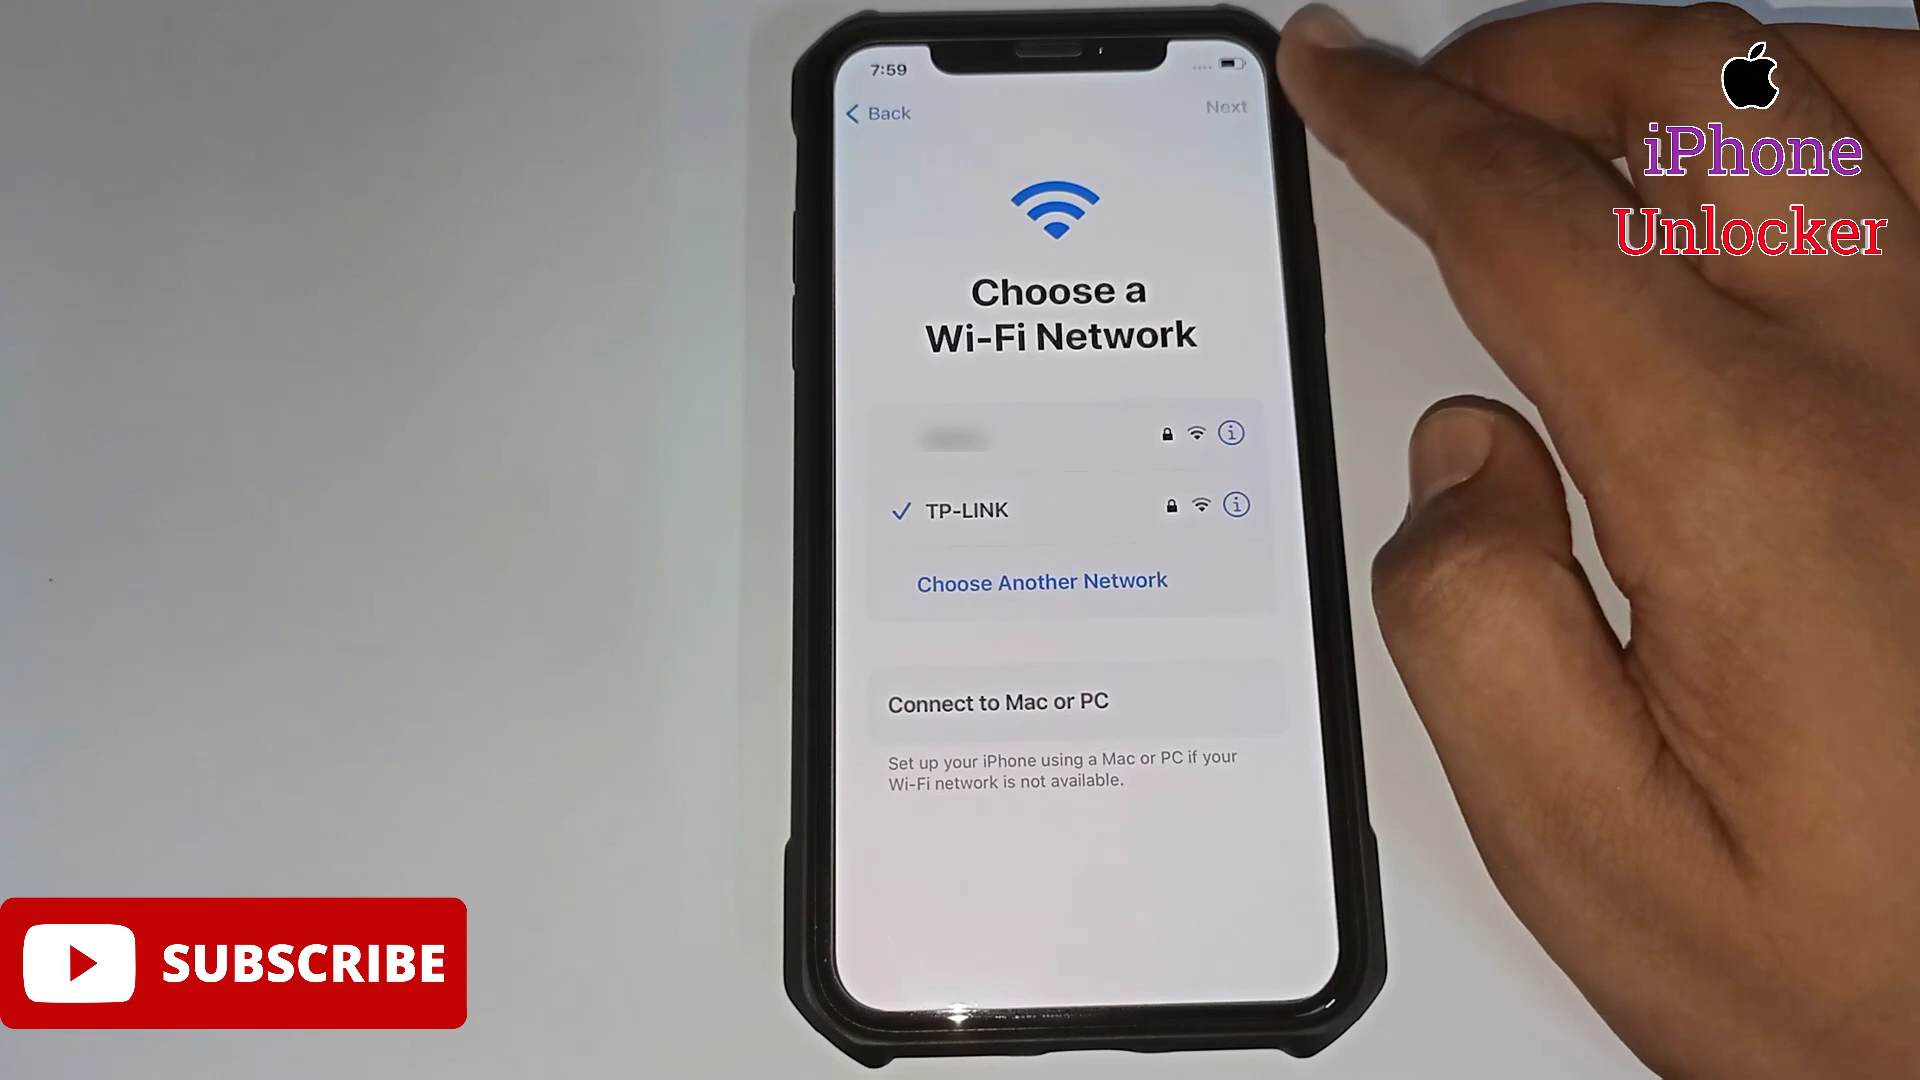 7:59
Back
Next
Choose a
Wi-Fi Network
TP-LINK
Choose Another Network
Connect to Mac or PC
Set up your iPhone using a Mac or PC if your
Wi-Fi network is not available.
iPhone
Unlocker
SUBSCRIBE